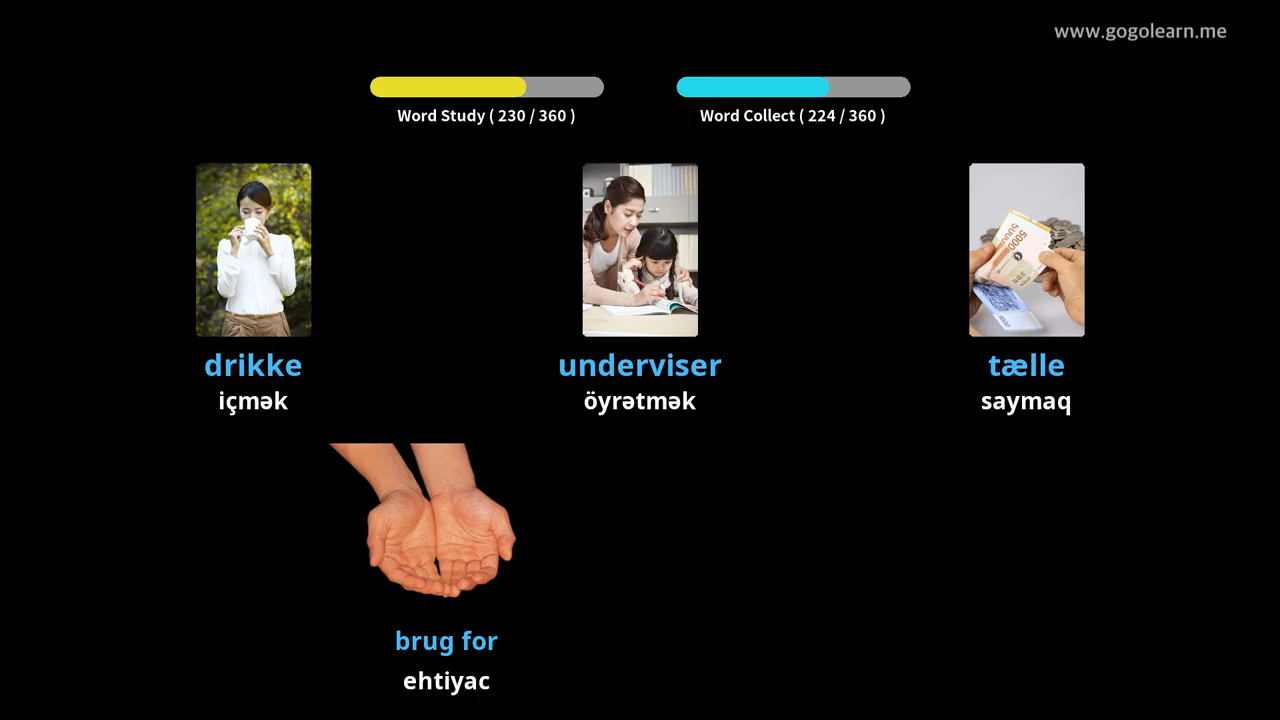 www.gogolearn.me
Word Study ( 230 / 360 )
Word Collect ( 224 / 360 )
5000
drikke
underviser
tælle
içmək
öyrətmək
saymaq
brug for
ehtiyac